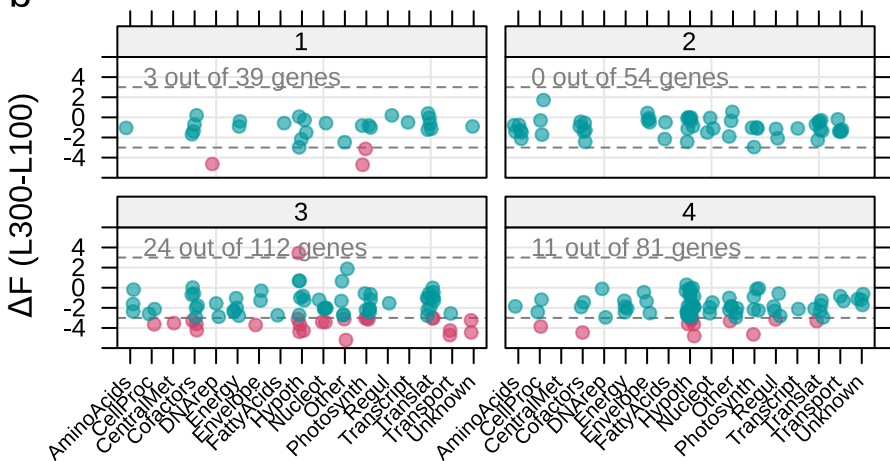 b
1
2
3 out of 39 genes
0 out of 54 genes
4
2
0
-2
-4
ΔF (L300-L100)
3
4
24 out of 112 genes
11 out of 81 genes
4
2
0
-2
-4
AminoAcids
CellProc
CentralMet
Cofactors
DNArep
Energy
Envelope
FattyAcids
Hypoth
Nucleot
Other
Photosynth
Regul
Transcript
Translat
Transport
Unknown
AminoAcids
CellProc
CentralMet
Cofactors
DNArep
Energy
Envelope
FattyAcids
Hypoth
Nucleot
Other
Photosynth
Regul
Transcript
Translat
Transport
Unknown